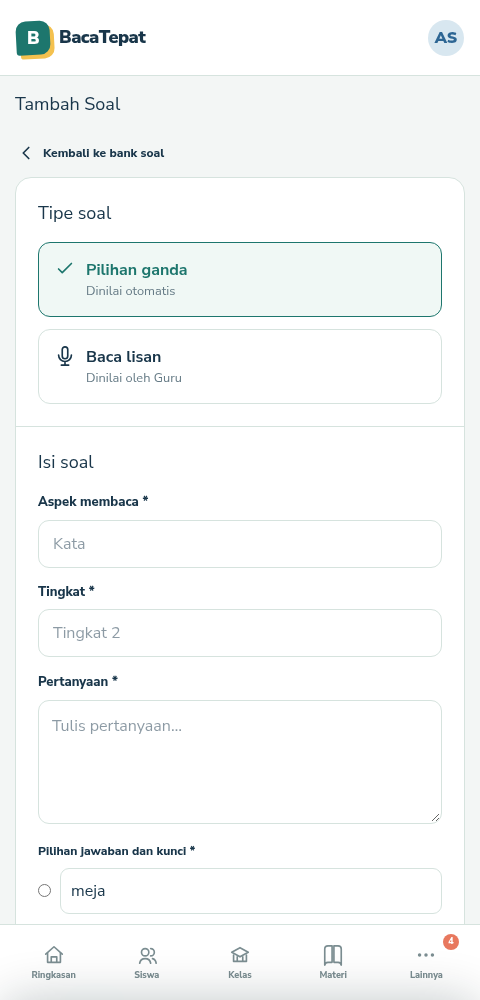 B BacaTepat
AS
Tambah Soal
Kembali ke bank soal
Tipe soal
Pilihan ganda
Dinilai otomatis
Baca lisan
Dinilai oleh Guru
Isi soal
Aspek membaca *
Kata
Tingkat *
Tingkat 2
Pertanyaan *
Tulis pertanyaan...
Pilihan jawaban dan kunci *
meja
4
Ringkasan
Siswa
Kelas
Materi
Lainnya